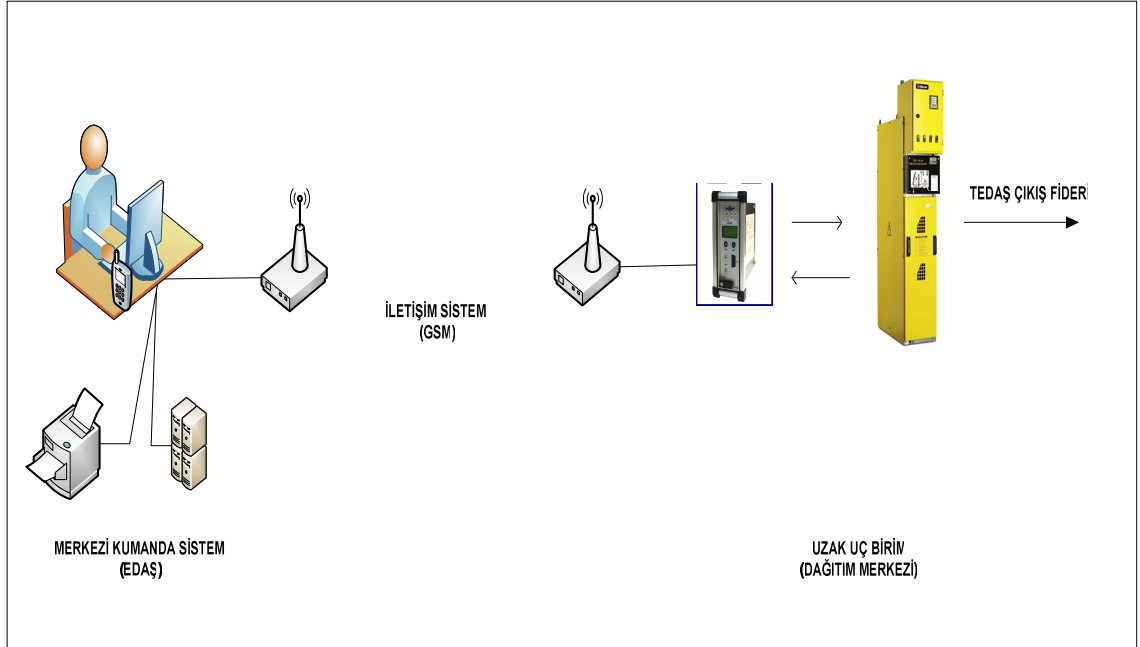 TEDAŞ ÇIKIŞ FİDERİ
İLETİŞİM SİSTEM
(GSM)
MERKEZİ KUMANDA SİSTEM
(EDAŞ)
UZAK UÇ BİRİM
(DAĞITIM MERKEZİ)